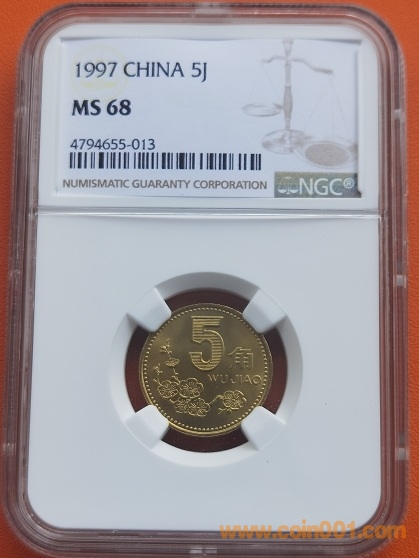 1997 CHINA 5J
MS 68
4794655-013
NUMISMATIC GUARANTY CORPORATION
NGC®
5角
WU JIAO
www.coin001.com